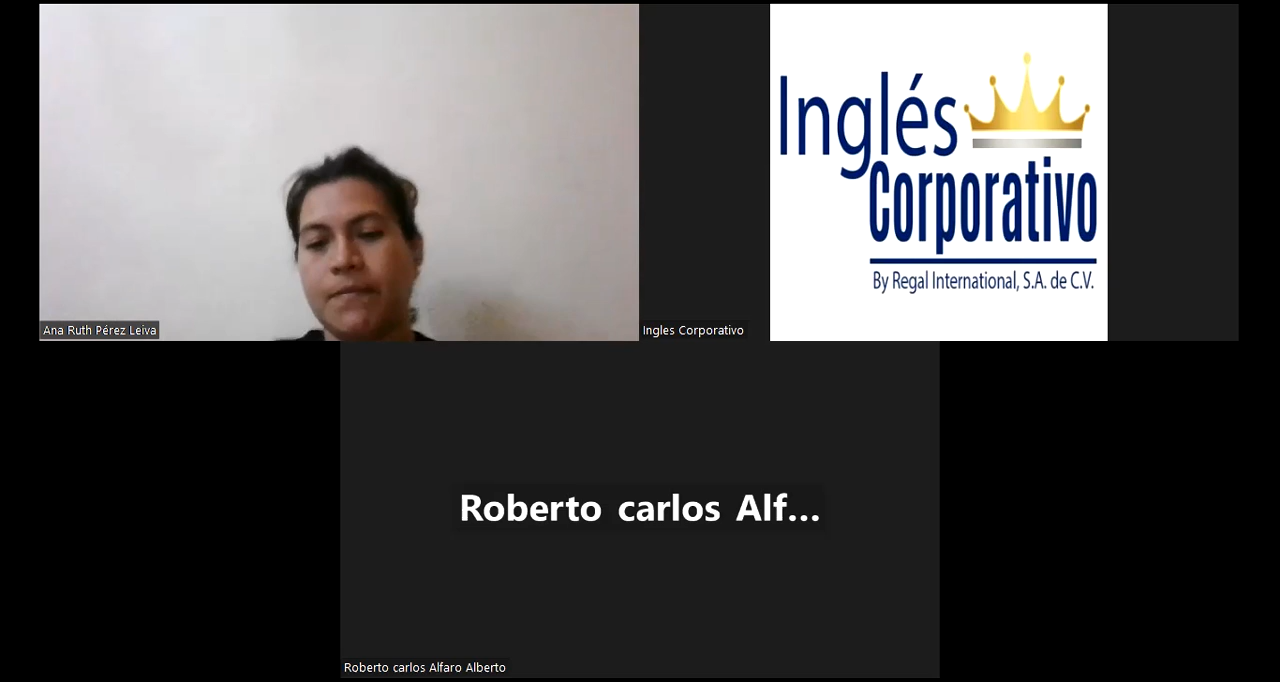 Inglés
Corporativo
By Regal International, S.A. de C.V.
Ana Ruth Pérez Leiva
Ingles Corporativo
Roberto carlos Alf...
Roberto carlos Alfaro Alberto